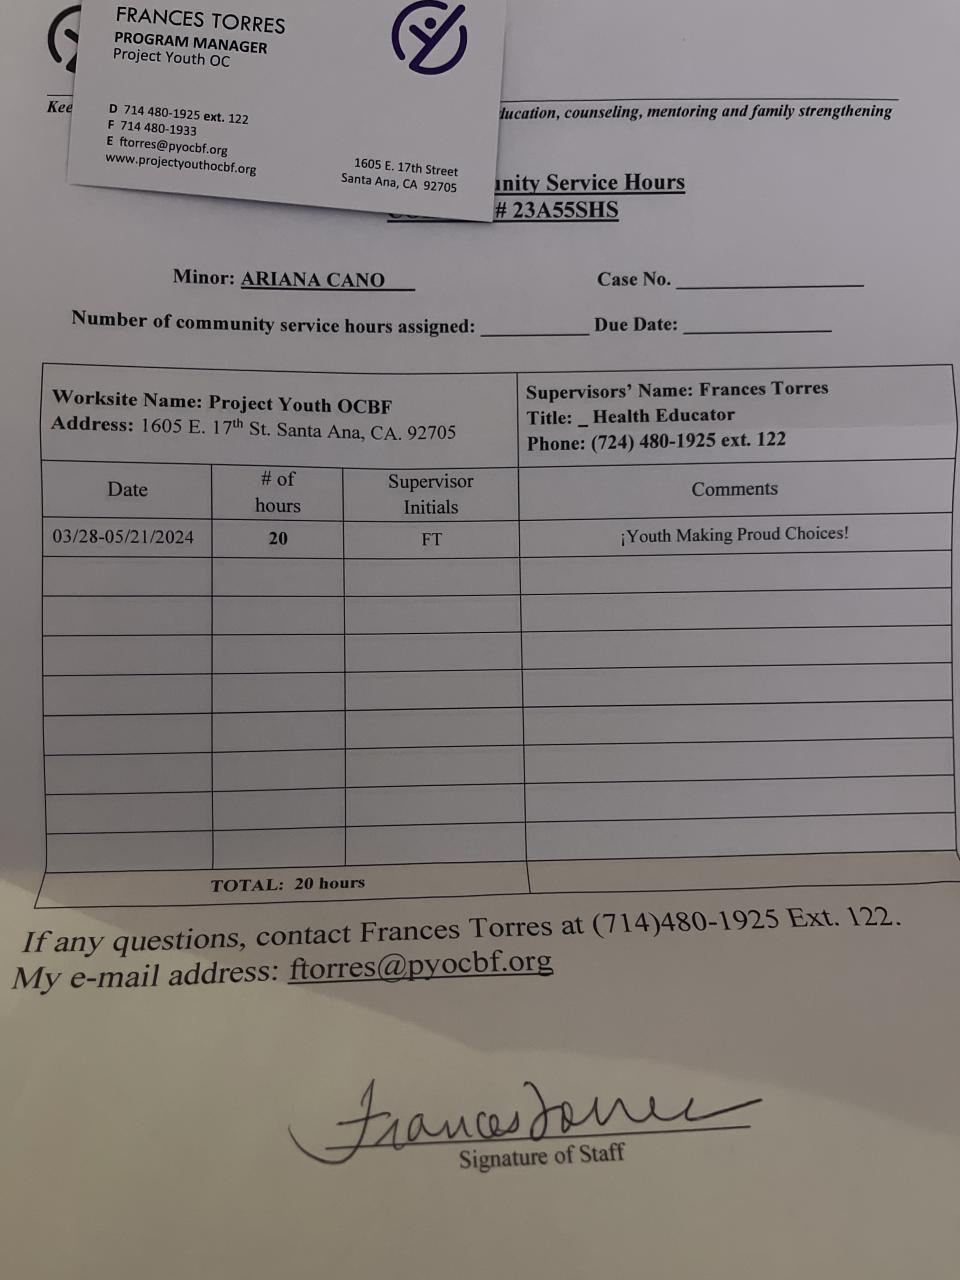 FRANCES TORRES
PROGRAM MANAGER
Project Youth OC
D 714 480-1925 ext. 122
F 714 480-1933
E ftorres@pyocbf.org
www.projectyouthocbf.org
1605 E. 17th Street
Santa Ana, CA 92705
counseling, mentoring and family strengthening
Service Hours
# 23A55SHS
Minor: ARIANA CANO
Case No.
Number of community service hours assigned:
Due Date:
Worksite Name: Project Youth OCBF
Address: 1605 E. 17th St. Santa Ana, CA. 92705
Supervisors’ Name: Frances Torres
Title: _ Health Educator
Phone: (724) 480-1925 ext. 122
Date
# of
hours
Supervisor
Initials
Comments
03/28-05/21/2024
20
FT
¡Youth Making Proud Choices!
TOTAL: 20 hours
If any questions, contact Frances Torres at (714)480-1925 Ext. 122.
My e-mail address: ftorres@pyocbf.org
Frances Torres
Signature of Staff